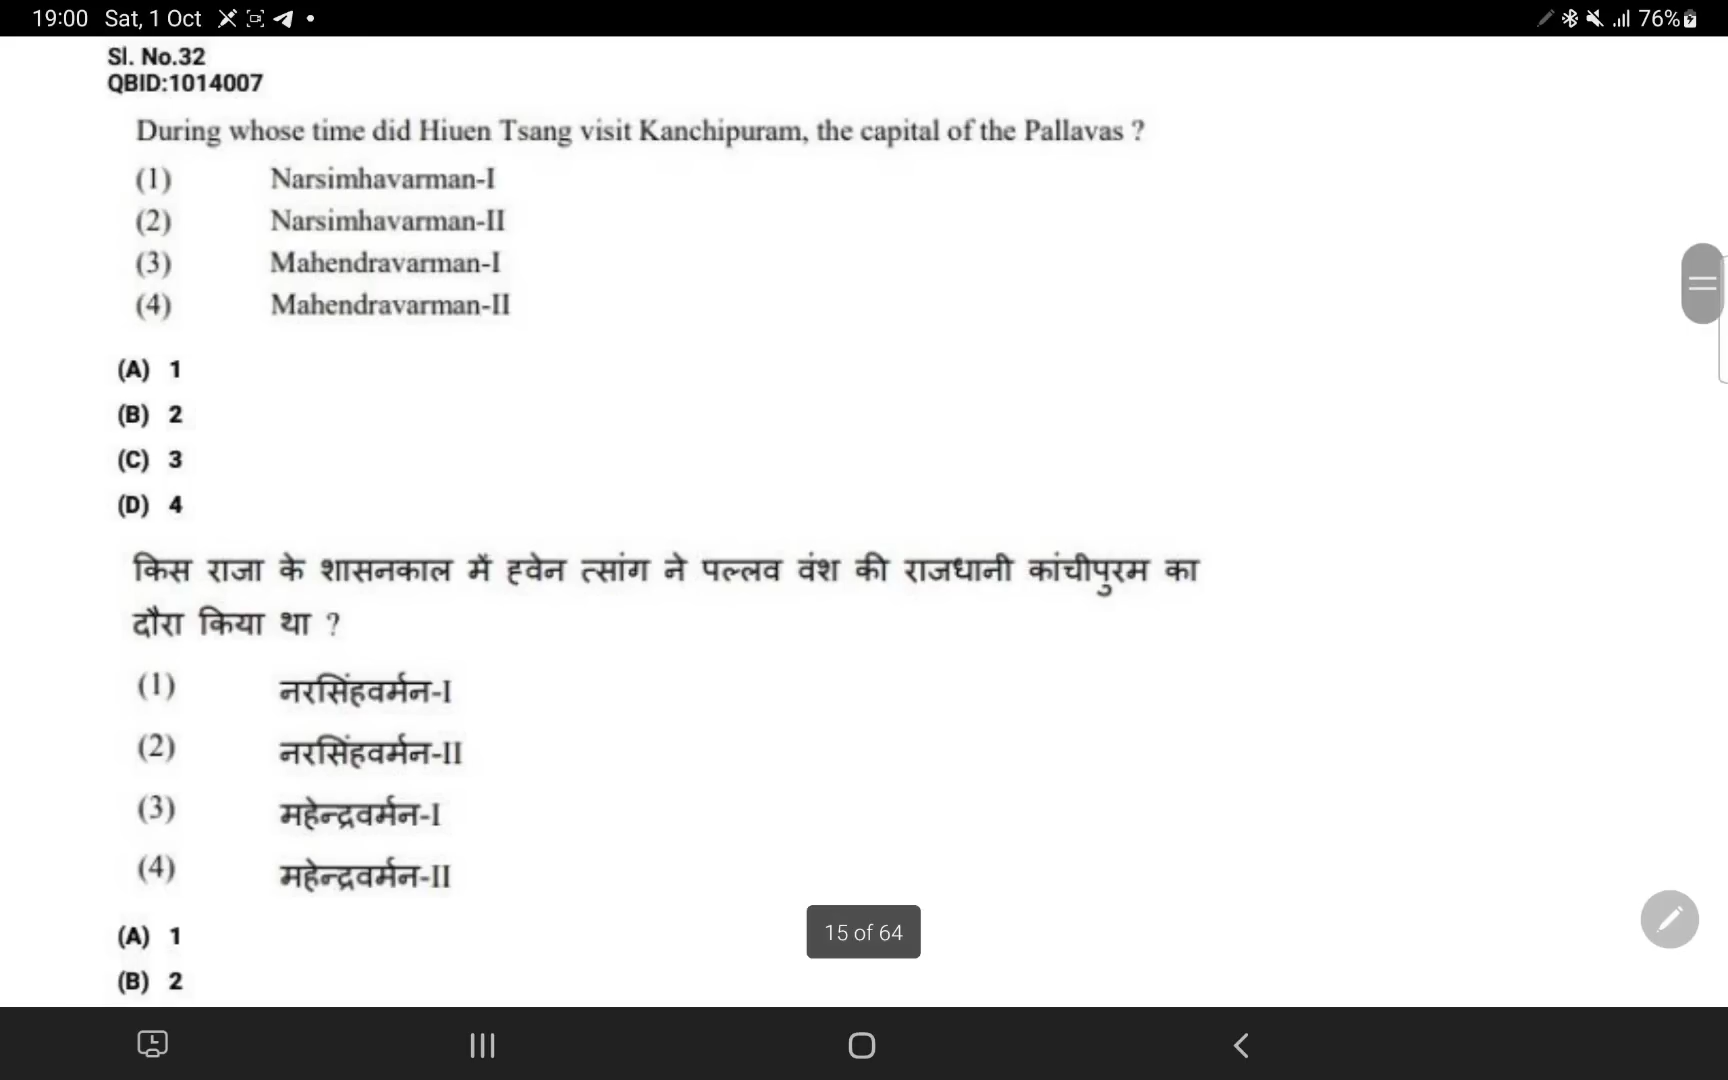 19:00 Sat, 1 Oct
76%
Sl. No.32
QBID:1014007
During whose time did Hiuen Tsang visit Kanchipuram, the capital of the Pallavas ?
(1) Narsimhavarman-I
(2) Narsimhavarman-II
(3) Mahendravarman-I
(4) Mahendravarman-II
(A) 1
(B) 2
(C) 3
(D) 4
किस राजा के शासनकाल में ह्वेन त्सांग ने पल्लव वंश की राजधानी कांचीपुरम का
दौरा किया था ?
(1) नरसिंहवर्मन-I
(2) नरसिंहवर्मन-II
(3) महेन्द्रवर्मन-I
(4) महेन्द्रवर्मन-II
(A) 1
(B) 2
15 of 64